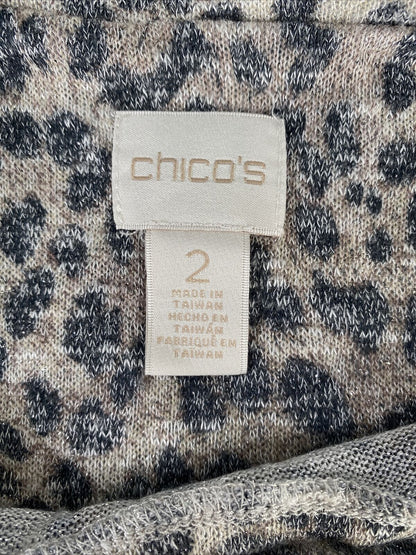 chico's
2
MADE IN
TAIWAN
HECHO EN
TAIWÁN
FABRIQUÉ EN
TAIWAN